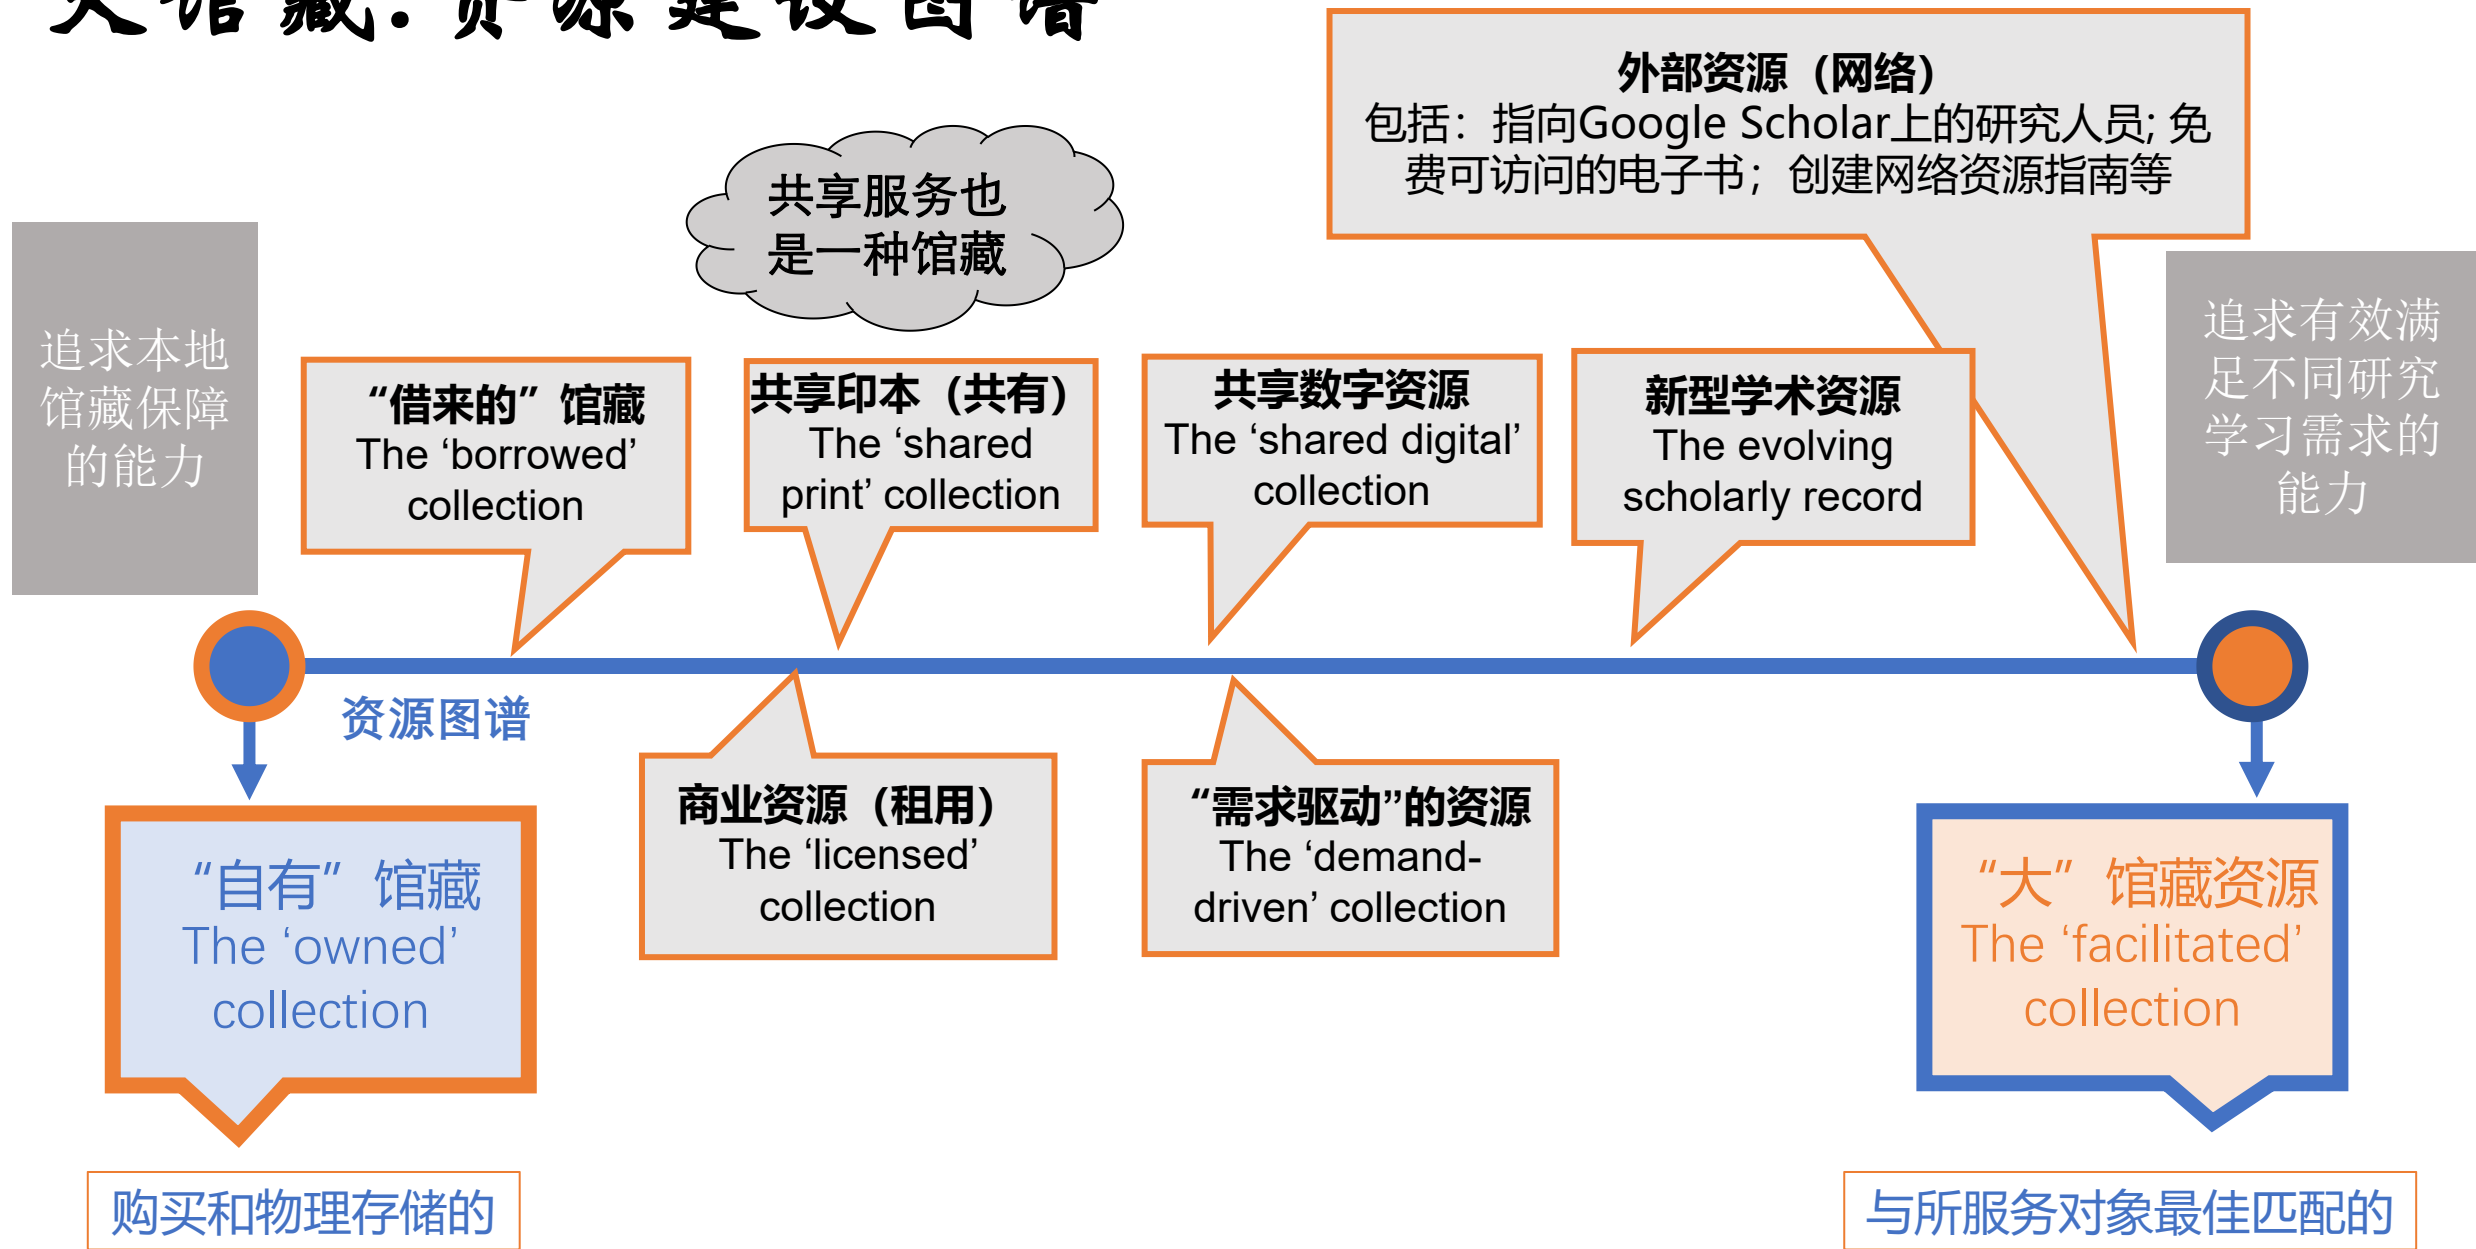 大馆藏:资源建设图谱
外部资源（网络）
包括：指向Google Scholar上的研究人员; 免
费可访问的电子书；创建网络资源指南等
共享服务也
是一种馆藏
追求本地
馆藏保障
的能力
“借来的”馆藏
The ‘borrowed’
collection
共享印本（共有）
The ‘shared
print’ collection
共享数字资源
The ‘shared digital’
collection
新型学术资源
The evolving
scholarly record
追求有效满
足不同研究
学习需求的
能力
资源图谱
商业资源（租用）
The ‘licensed’
collection
“需求驱动”的资源
The ‘demand-
driven’ collection
“自有”馆藏
The ‘owned’
collection
“大”馆藏资源
The ‘facilitated’
collection
购买和物理存储的
与所服务对象最佳匹配的